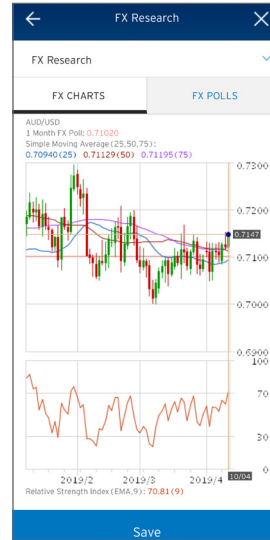 FX Research
FX Research
FX CHARTS FX POLLS
AUD/USD
1 Month FX Poll: 0.71020
Simple Moving Average (25,50,75):
0.70940(25) 0.71129(50) 0.71195(75)
0.7300
0.7200
0.7147
0.7100
0.7000
0.6900
100
70
30
0
2019/2 2019/3 2019/4 10/04
Relative Strength Index (EMA,9): 70.81(9)
Save